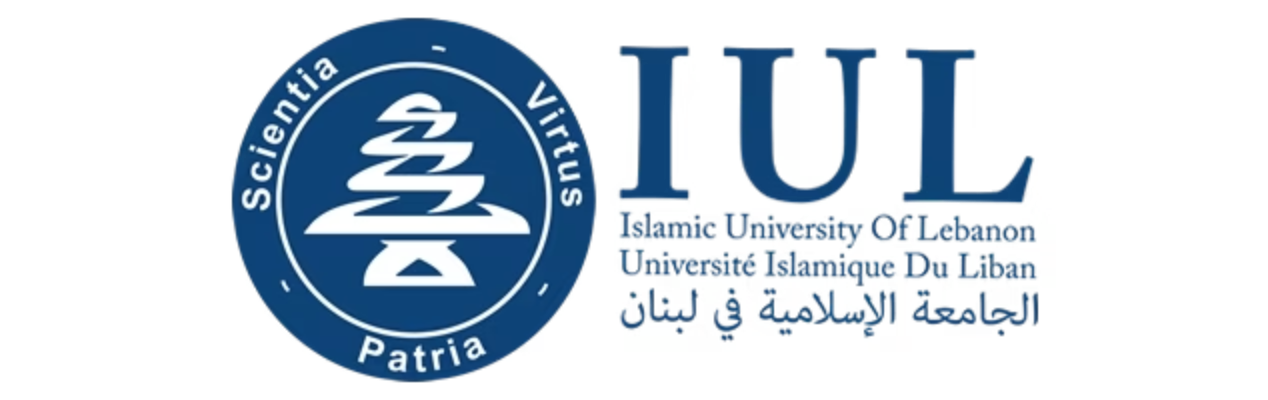 Scientia - Virtus - Patria -
IUL
Islamic University Of Lebanon
Université Islamique Du Liban
الجامعة الإسلامية في لبنان